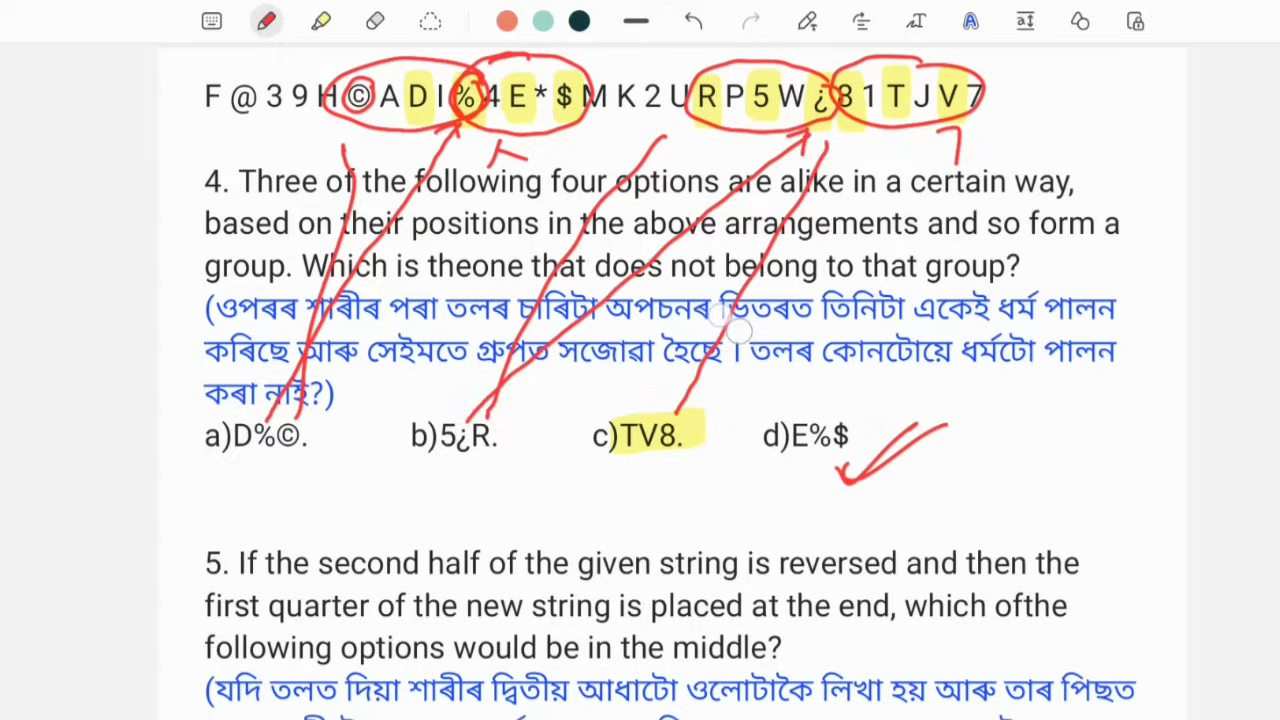 F @ 3 9 H © A D I % 4 E * $ M K 2 U R P 5 W ¿ 8 1 T J V 7
4. Three of the following four options are alike in a certain way,
based on their positions in the above arrangements and so form a
group. Which is theone that does not belong to that group?
(ওপৰৰ শাৰীৰ পৰা তলৰ চাৰিটা অপচনৰ ভিতৰত তিনিটা একেই ধৰ্ম পালন
কৰিছে আৰু সেইমতে গ্ৰুপত সজোৱা হৈছে । তলৰ কোনটোয়ে ধৰ্মটো পালন
কৰা নাই?)
a)D%©. b)5¿R. c)TV8. d)E%$
5. If the second half of the given string is reversed and then the
first quarter of the new string is placed at the end, which ofthe
following options would be in the middle?
(যদি তলত দিয়া শাৰীৰ দ্বিতীয় আধাটো ওলোটাকৈ লিখা হয় আৰু তাৰ পিছত